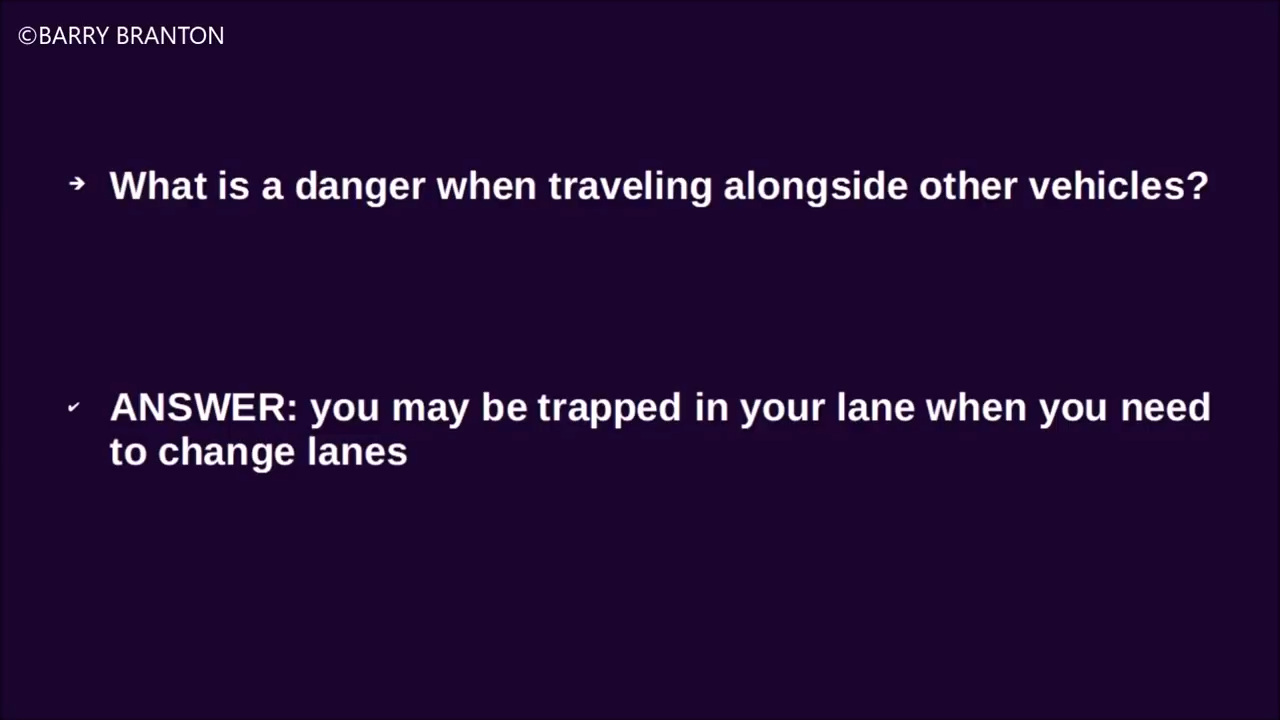 ©BARRY BRANTON
➔ What is a danger when traveling alongside other vehicles?
✔ ANSWER: you may be trapped in your lane when you need
to change lanes